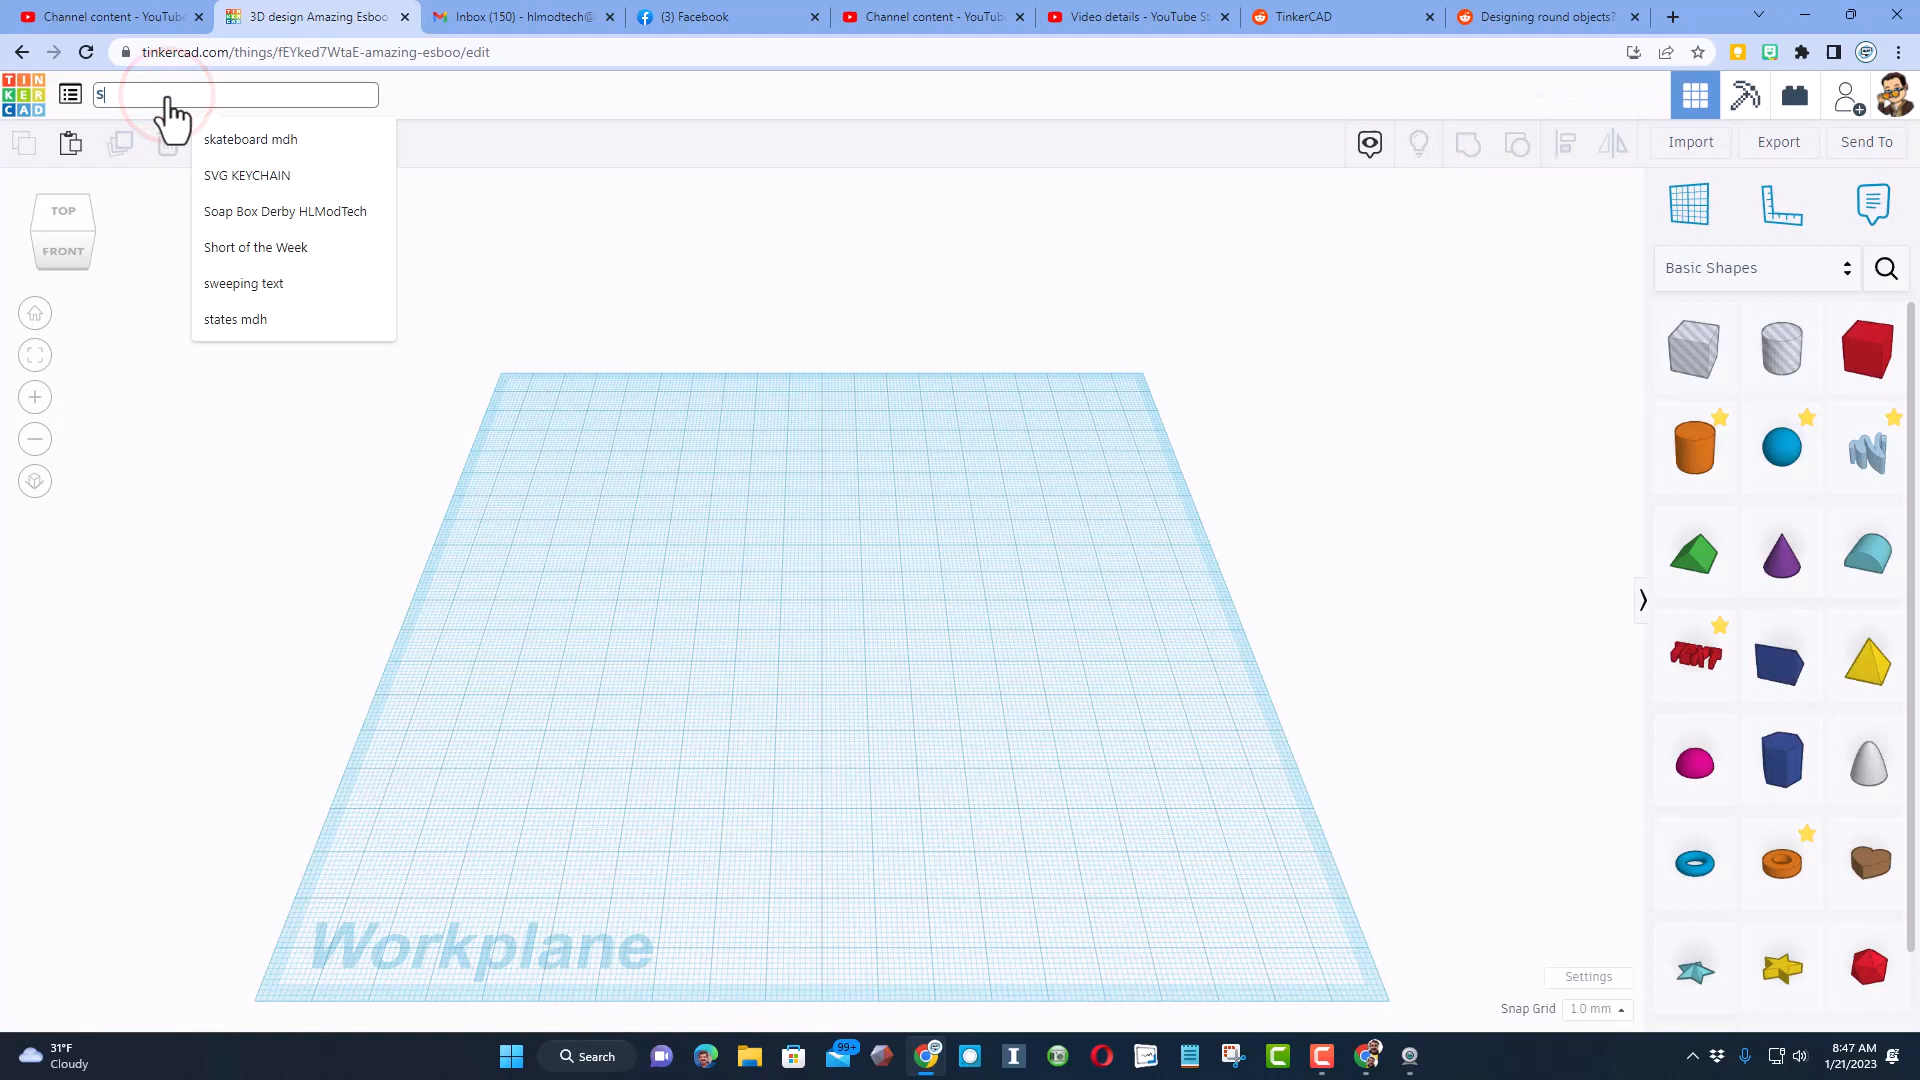 Channel content - YouTube
3D design Amazing Esboo
Inbox (150) - hlmodtech@
(3) Facebook
Channel content - YouTube
Video details - YouTube St
TinkerCAD
Designing round objects?
tinkercad.com/things/fEYked7WtaE-amazing-esboo/edit
TIN
KER
CAD
S
skateboard mdh
SVG KEYCHAIN
Soap Box Derby HLModTech
Short of the Week
sweeping text
states mdh
Import
Export
Send To
TOP
FRONT
Basic Shapes
TEXT
Workplane
Settings
Snap Grid
1.0 mm
31°F
Cloudy
Search
99+
8:47 AM
1/21/2023